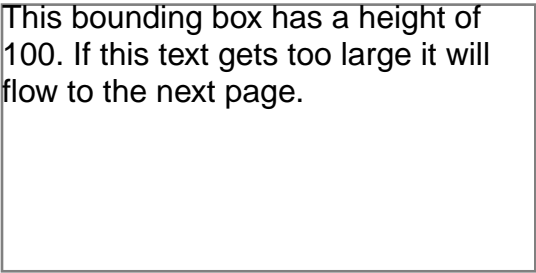 This bounding box has a height of
100. If this text gets too large it will
flow to the next page.